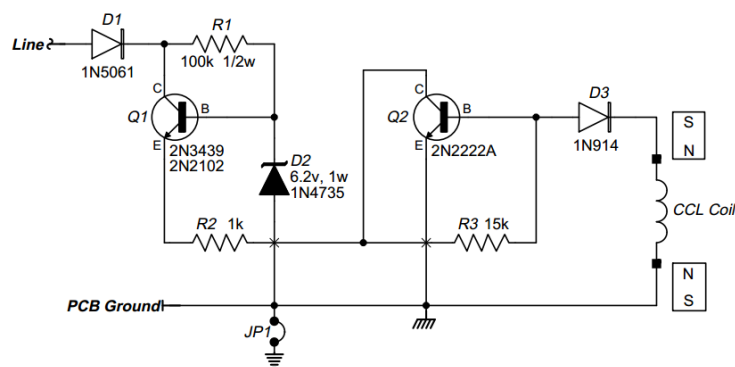 D1
R1
Line
100k 1/2w
1N5061
D3
C
C
Q1
B
Q2
B
1N914
S
N
E
E
2N3439
2N2102
D2
6.2v, 1w
1N4735
2N2222A
CCL Coil
R2 1k
R3 15k
N
S
PCB Ground
JP1